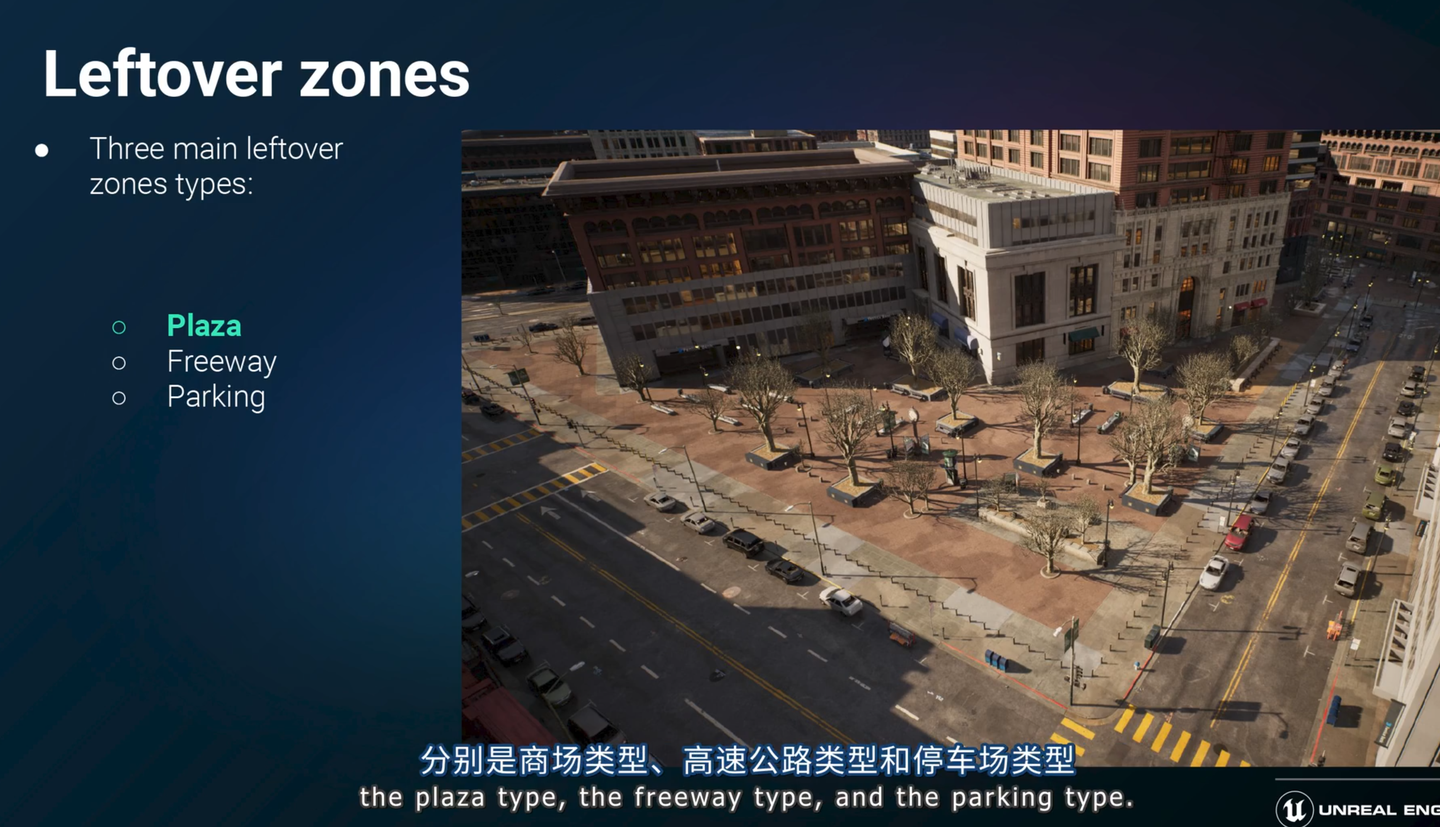 Leftover zones
Three main leftover
zones types:
Plaza
Freeway
Parking
分别是商场类型、高速公路类型和停车场类型
the plaza type, the freeway type, and the parking type.
UNREAL ENG